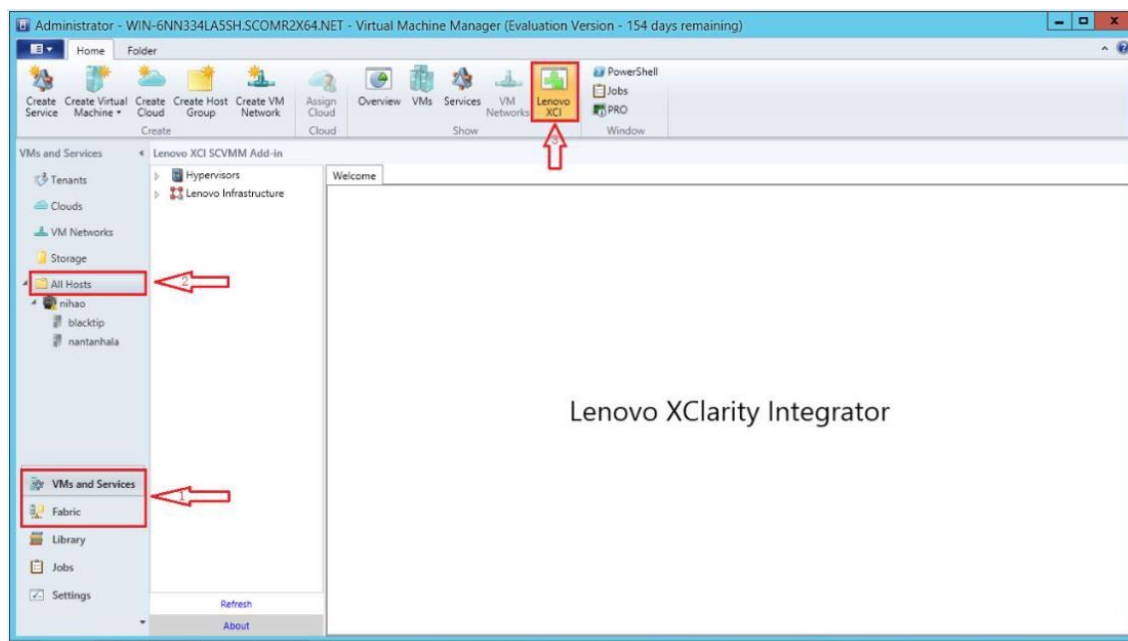 Administrator - WIN-6NN334LA5SH.SCOMR2X64.NET - Virtual Machine Manager (Evaluation Version - 154 days remaining)
Home Folder
Create Service
Create Virtual Machine
Create Cloud
Create Host Group
Create VM Network
Assign Cloud
Overview
VMs
Services
VM Networks
Lenovo XCI
PowerShell
Jobs
PRO
Create Cloud Show Window
3
VMs and Services
Lenovo XCI SCVMM Add-in
Tenants
Clouds
VM Networks
Storage
All Hosts
2
nihao
blacktip
nantanhala
Hypervisors
Lenovo Infrastructure
Welcome
Lenovo XClarity Integrator
VMs and Services
1
Fabric
Library
Jobs
Settings
Refresh
About